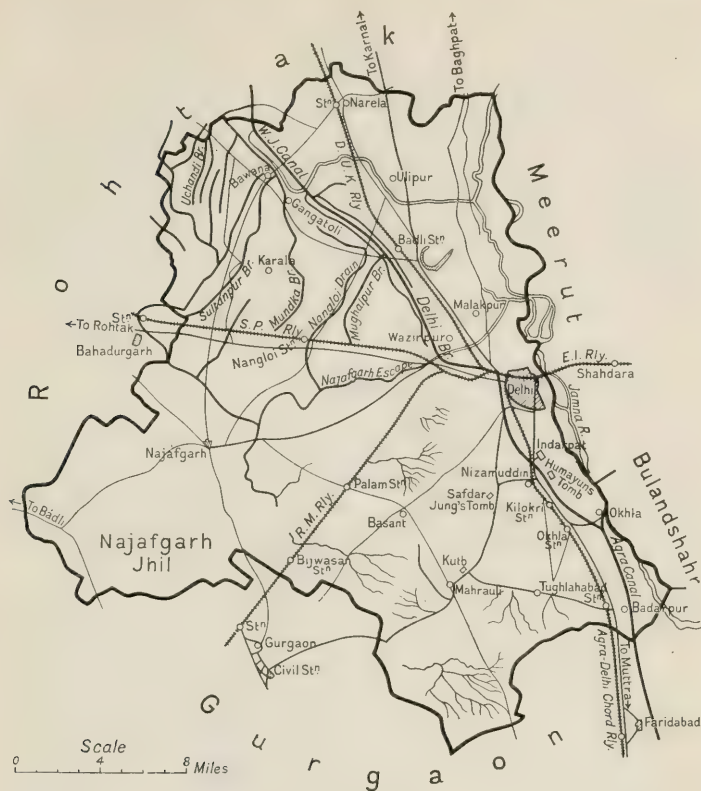 Rohtak
Meerut
Bulandshahr
Gurgaon
To Karnal
To Baghpat
Stn
Narela
W.J. Canal
D.U.K. Rly
Uchandi Br.
Bawana
Ulipur
Gangatoli
Badli Stn
Karala
Sultanpur Br.
Mundka Br.
Nangloi Drain
Mughalpur Br.
Delhi Br.
Malakpur
Wazirpur
Stn
To Rohtak
D
Bahadurgarh
S.P. Rly.
Nangloi Stn
Najafgarh Escape
E.I. Rly.
Shahdara
Delhi
Jamna R.
Najafgarh
Indarpat
Humayuns
Tomb
Nizamuddin
Palam Stn
Safdar
Jung's Tomb
Kilokri
Stn
Okhla
Okhla
Stn
Basant
R.M. Rly.
To Badli
Najafgarh
Jhil
Bijwasan
Stn
Kutb
Mahrauli
Tughlahabad
Stn
Agra Canal
Badarpur
Stn
Gurgaon
Civil Stn
Agra-Delhi Chord Rly.
To Muttra
Faridabad
Scale
0 4 8
Miles